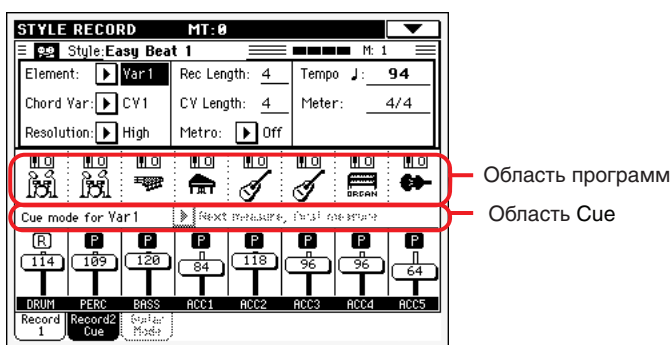 STYLE RECORD MT:0
Style:Easy Beat 1 M: 1
Element: Var1 Rec Length: 4 Tempo ♩: 94
Chord Var: CV1 CV Length: 4 Meter: 4/4
Resolution: High Metro: Off
ORGAN
Область программ
Cue mode for Var1 Next measure, first measure
Область Cue
R P P P P P P P
114 109 120 84 118 96 96 64
DRUM PERC BASS ACC1 ACC2 ACC3 ACC4 ACC5
Record 1 Record2 Cue Guitar Mode